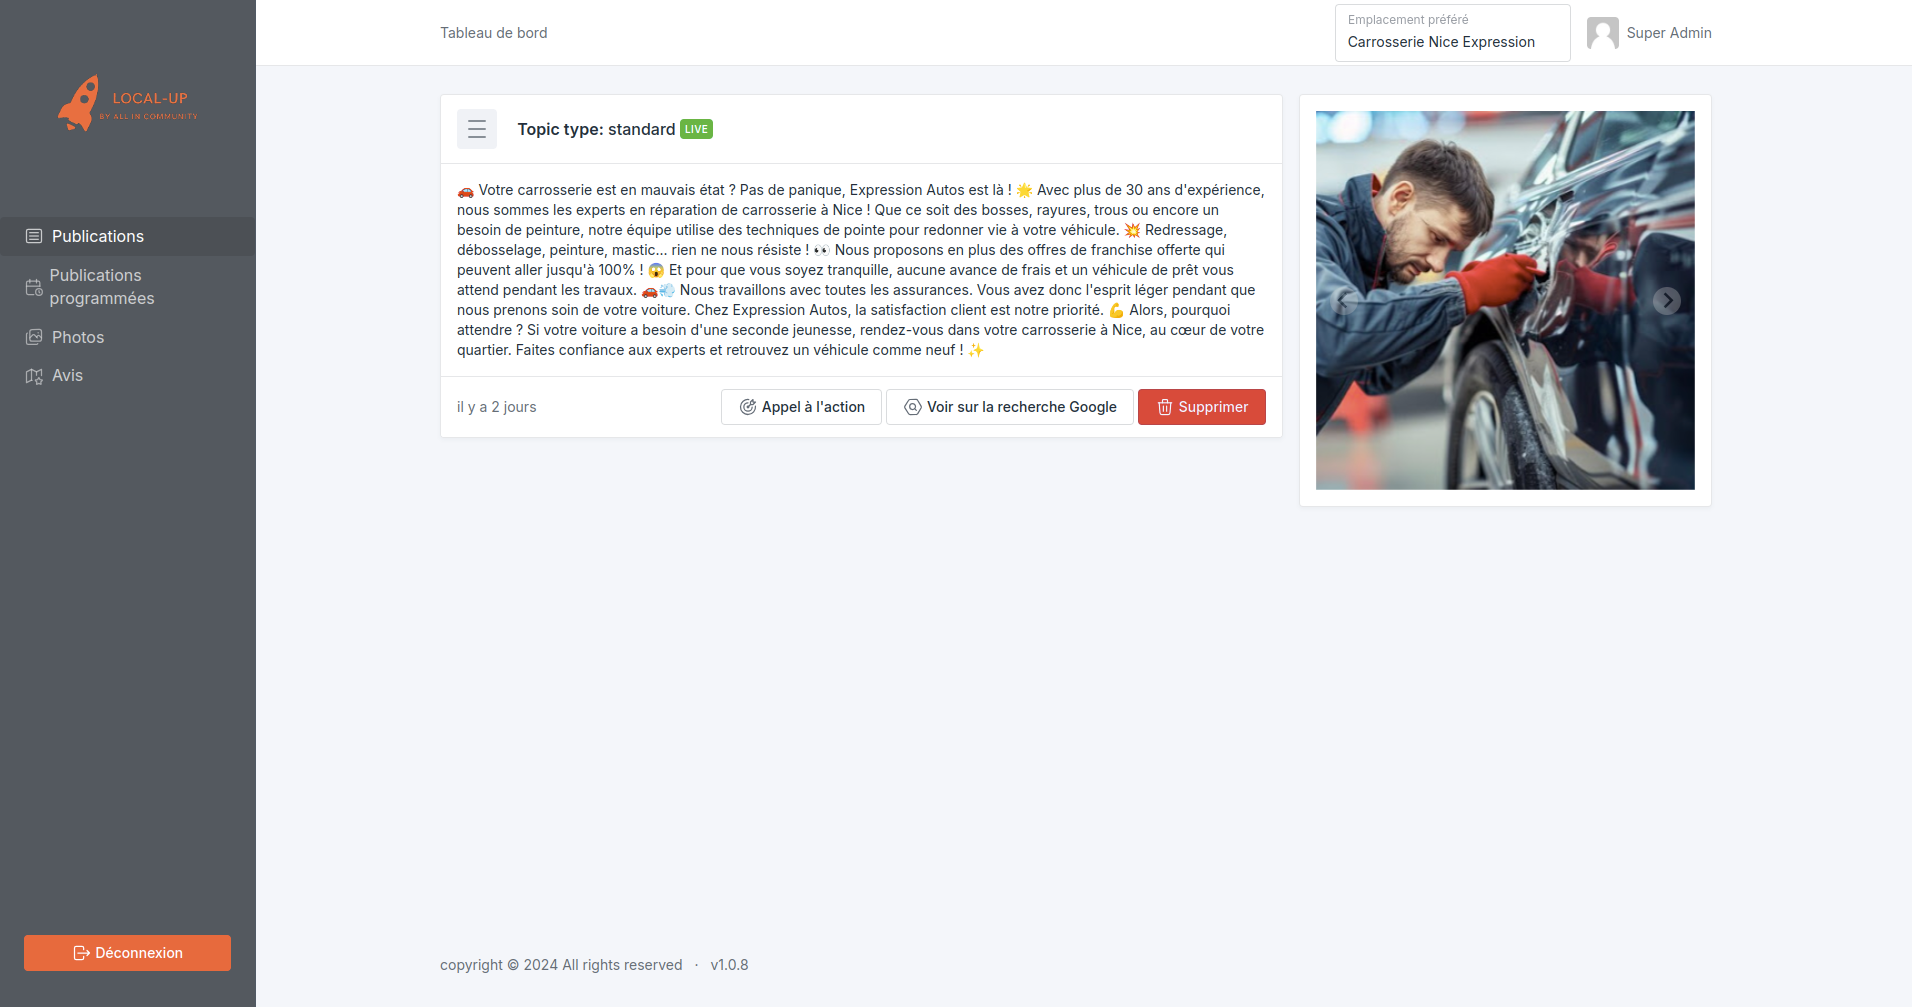 LOCAL-UP
BY ALL IN COMMUNITY
Publications
Publications
programmées
Photos
Avis
Déconnexion
Tableau de bord
Emplacement préféré
Carrosserie Nice Expression
Super Admin
Topic type: standard LIVE
🚗 Votre carrosserie est en mauvais état ? Pas de panique, Expression Autos est là ! 🌟 Avec plus de 30 ans d'expérience,
nous sommes les experts en réparation de carrosserie à Nice ! Que ce soit des bosses, rayures, trous ou encore un
besoin de peinture, notre équipe utilise des techniques de pointe pour redonner vie à votre véhicule. 💥 Redressage,
débosselage, peinture, mastic... rien ne nous résiste ! 👀 Nous proposons en plus des offres de franchise offerte qui
peuvent aller jusqu'à 100% ! 😱 Et pour que vous soyez tranquille, aucune avance de frais et un véhicule de prêt vous
attend pendant les travaux. 🚗💨 Nous travaillons avec toutes les assurances. Vous avez donc l'esprit léger pendant que
nous prenons soin de votre voiture. Chez Expression Autos, la satisfaction client est notre priorité. 💪 Alors, pourquoi
attendre ? Si votre voiture a besoin d'une seconde jeunesse, rendez-vous dans votre carrosserie à Nice, au cœur de votre
quartier. Faites confiance aux experts et retrouvez un véhicule comme neuf ! ✨
il y a 2 jours
Appel à l'action
Voir sur la recherche Google
Supprimer
copyright © 2024 All rights reserved · v1.0.8